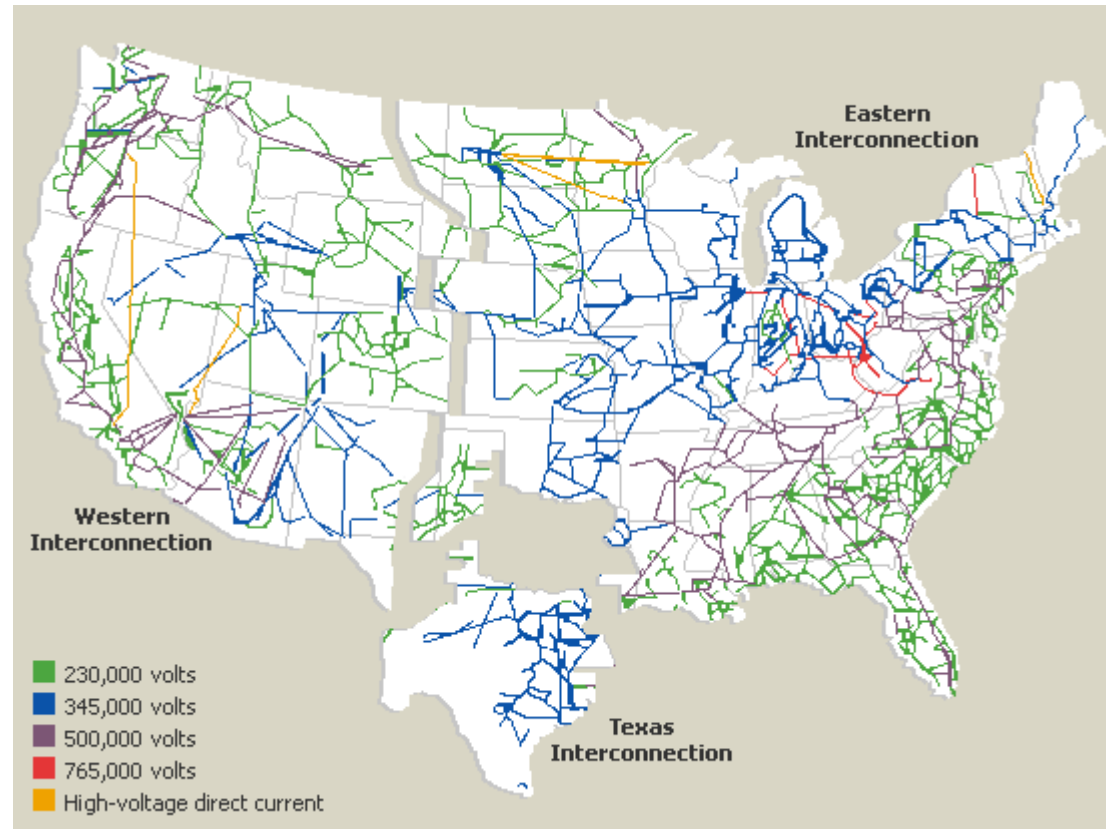 Eastern
Interconnection
Western
Interconnection
Texas
Interconnection
230,000 volts
345,000 volts
500,000 volts
765,000 volts
High-voltage direct current